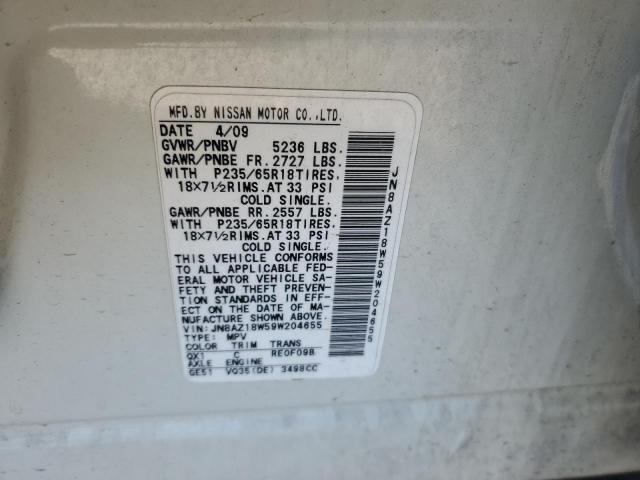 MFD.BY NISSAN MOTOR CO.,LTD.
DATE 4/09
GVWR/PNBV 5236 LBS.
GAWR/PNBE FR. 2727 LBS.
WITH P235/65R18TIRES.
18X7½RIMS.AT 33 PSI
COLD SINGLE.
GAWR/PNBE RR. 2557 LBS.
WITH P235/65R18TIRES.
18X7½RIMS.AT 33 PSI
COLD SINGLE.
THIS VEHICLE CONFORMS
TO ALL APPLICABLE FED-
ERAL MOTOR VEHICLE SA-
FETY AND THEFT PREVEN-
TION STANDARDS IN EFF-
ECT ON THE DATE OF MA-
NUFACTURE SHOWN ABOVE.
VIN: JN8AZ18W59W204655
TYPE: MPV
COLOR TRIM TRANS
QX1 C RE0F09B
AXLE ENGINE
GE51 VQ35(DE) 3498CC
JN8AZ18W59W204655